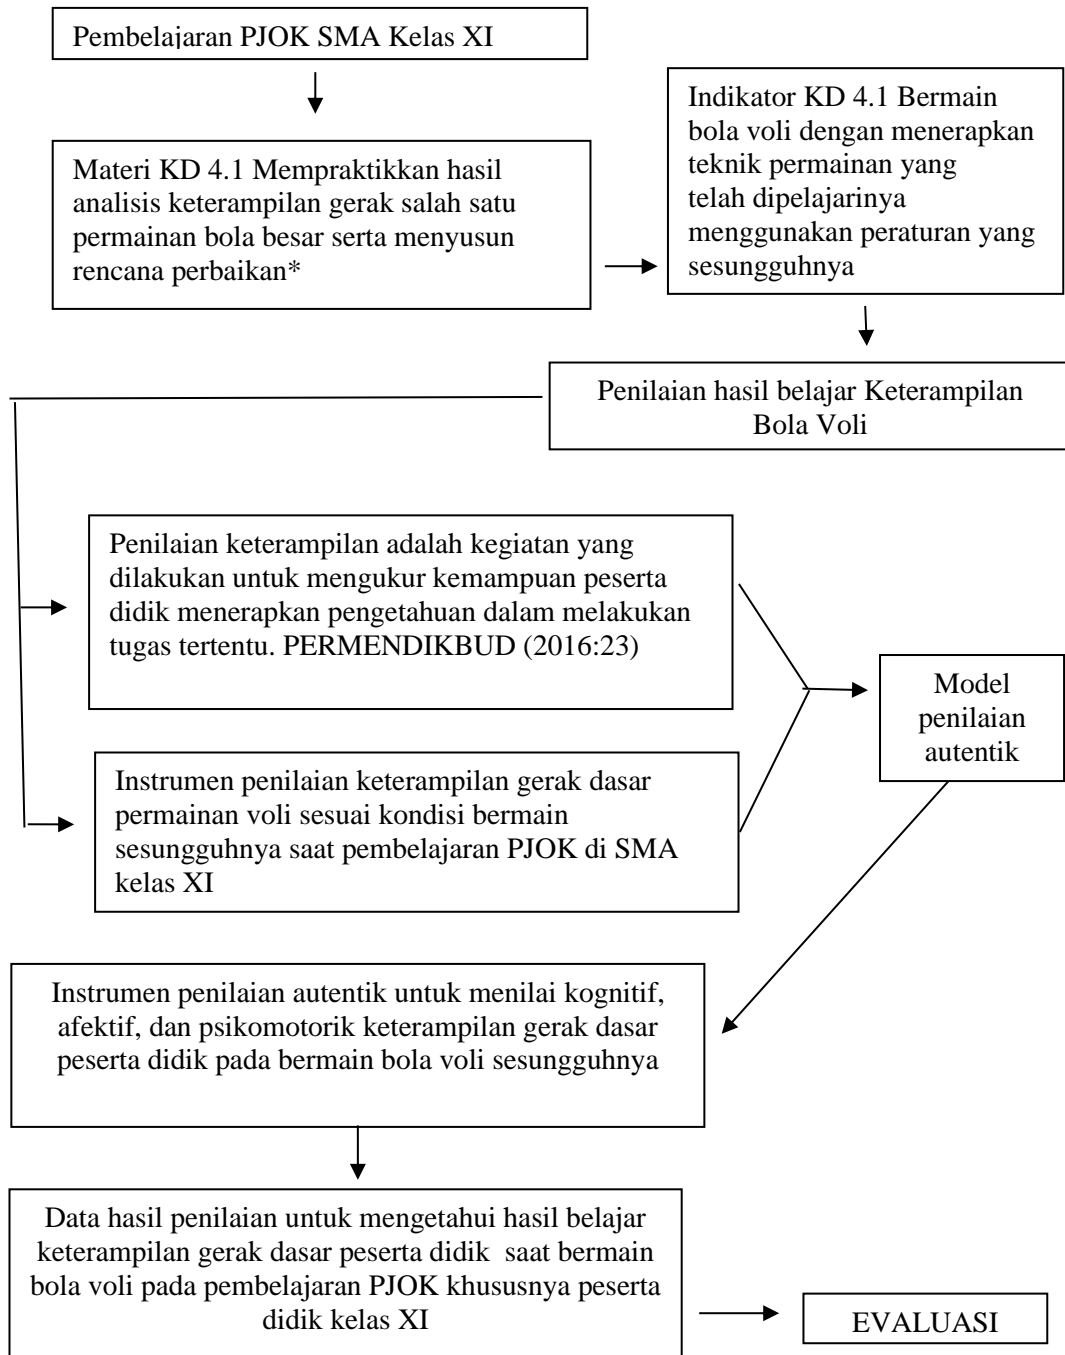 Pembelajaran PJOK SMA Kelas XI
Materi KD 4.1 Mempraktikkan hasil
analisis keterampilan gerak salah satu
permainan bola besar serta menyusun
rencana perbaikan*
Indikator KD 4.1 Bermain
bola voli dengan menerapkan
teknik permainan yang
telah dipelajarinya
menggunakan peraturan yang
sesungguhnya
Penilaian hasil belajar Keterampilan
Bola Voli
Penilaian keterampilan adalah kegiatan yang
dilakukan untuk mengukur kemampuan peserta
didik menerapkan pengetahuan dalam melakukan
tugas tertentu. PERMENDIKBUD (2016:23)
Instrumen penilaian keterampilan gerak dasar
permainan voli sesuai kondisi bermain
sesungguhnya saat pembelajaran PJOK di SMA
kelas XI
Model
penilaian
autentik
Instrumen penilaian autentik untuk menilai kognitif,
afektif, dan psikomotorik keterampilan gerak dasar
peserta didik pada bermain bola voli sesungguhnya
Data hasil penilaian untuk mengetahui hasil belajar
keterampilan gerak dasar peserta didik saat bermain
bola voli pada pembelajaran PJOK khususnya peserta
didik kelas XI
EVALUASI